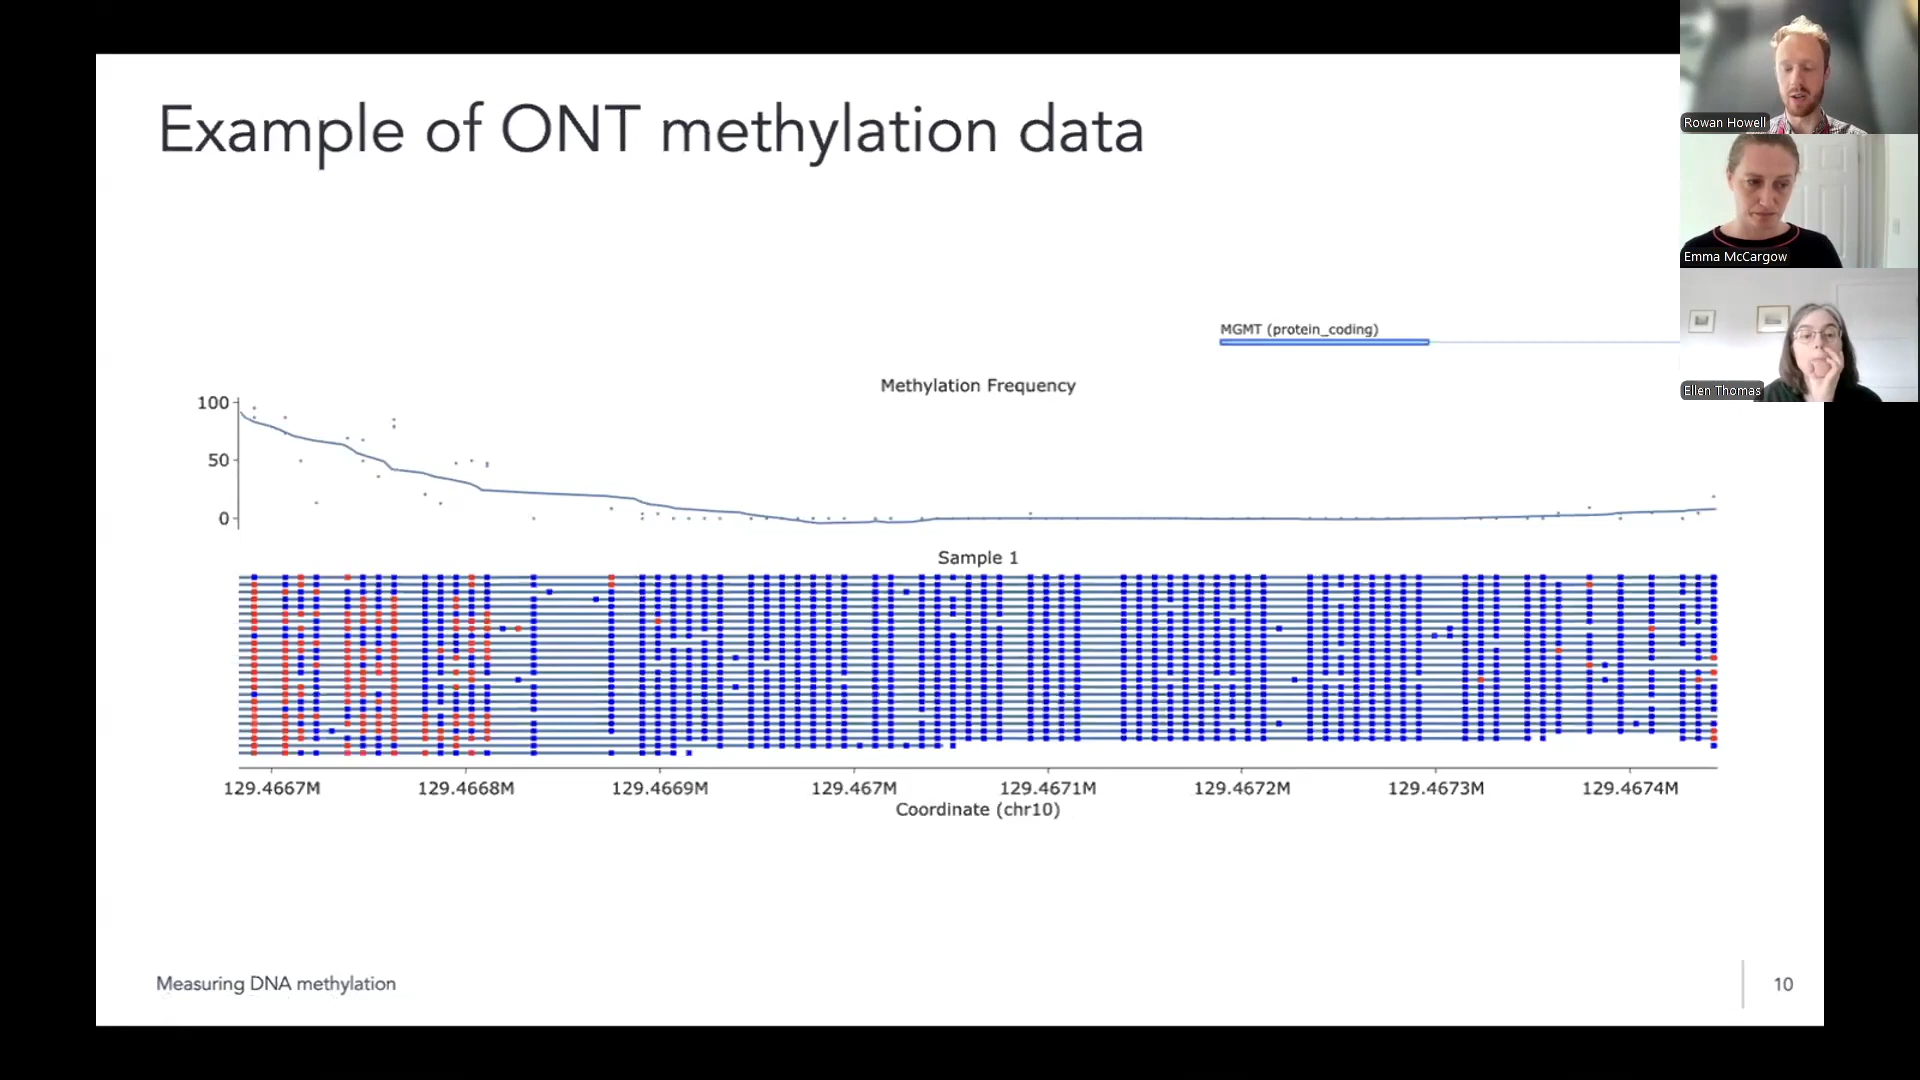 Example of ONT methylation data
Rowan Howell
Emma McCargow
Ellen Thomas
MGMT (protein_coding)
Methylation Frequency
100
50
0
Sample 1
129.4667M 129.4668M 129.4669M 129.467M 129.4671M 129.4672M 129.4673M 129.4674M
Coordinate (chr10)
Measuring DNA methylation
10